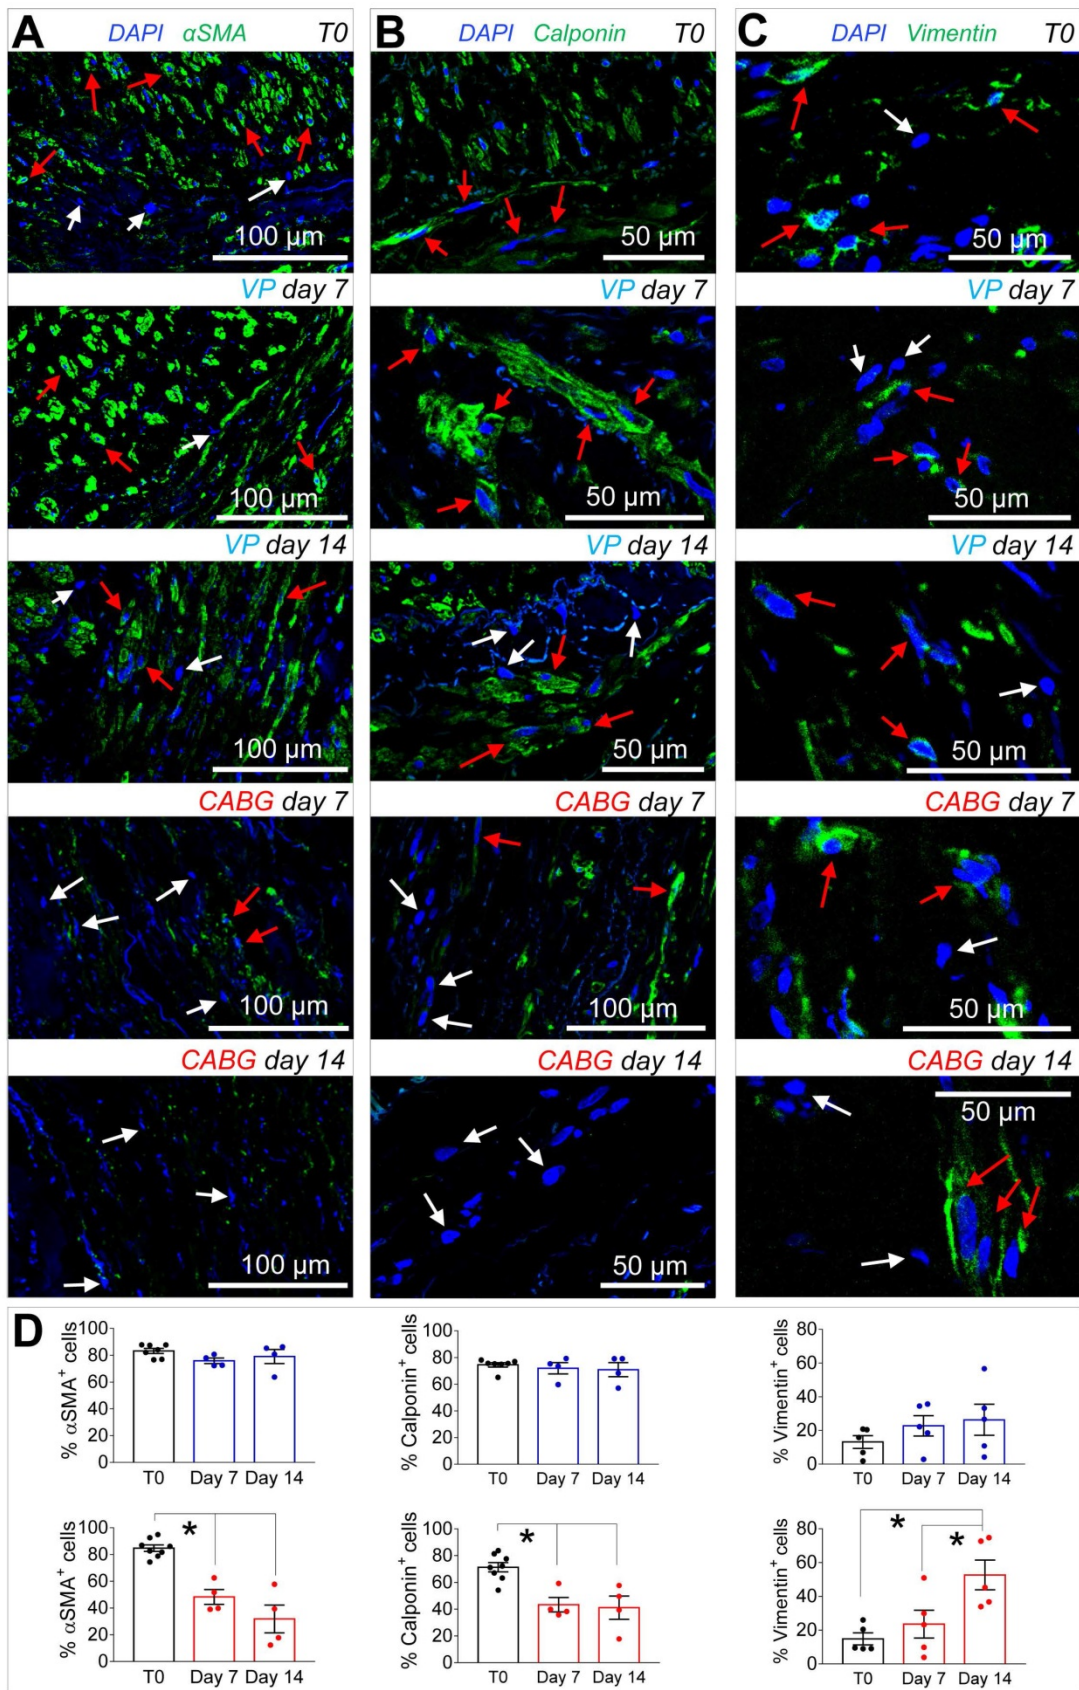 A DAPI αSMA T0
B DAPI Calponin T0
C DAPI Vimentin T0
100 µm
50 µm
50 µm
VP day 7
VP day 7
VP day 7
100 µm
50 µm
50 µm
VP day 14
VP day 14
VP day 14
100 µm
50 µm
50 µm
CABG day 7
CABG day 7
CABG day 7
100 µm
100 µm
50 µm
CABG day 14
CABG day 14
CABG day 14
100 µm
50 µm
50 µm
D
% αSMA+ cells
100
80
60
40
20
0
T0 Day 7 Day 14
% Calponin+ cells
100
80
60
40
20
0
T0 Day 7 Day 14
% Vimentin+ cells
80
60
40
20
0
T0 Day 7 Day 14
% αSMA+ cells
100
80
60
40
20
0
*
T0 Day 7 Day 14
% Calponin+ cells
100
80
60
40
20
0
*
T0 Day 7 Day 14
% Vimentin+ cells
80
60
40
20
0
* *
T0 Day 7 Day 14